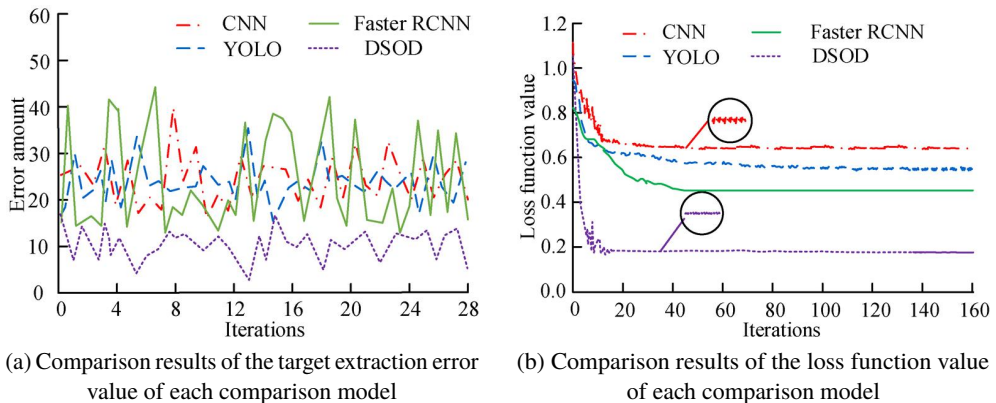 60
50
40
30
20
10
0
Error amount
CNN
Faster RCNN
YOLO
DSOD
0 4 8 12 16 20 24 28
Iterations
(a) Comparison results of the target extraction error
value of each comparison model
1.2
1.0
0.8
0.6
0.4
0.2
0.0
Loss function value
CNN
Faster RCNN
YOLO
DSOD
0 20 40 60 80 100 120 140 160
Iterations
(b) Comparison results of the loss function value
of each comparison model